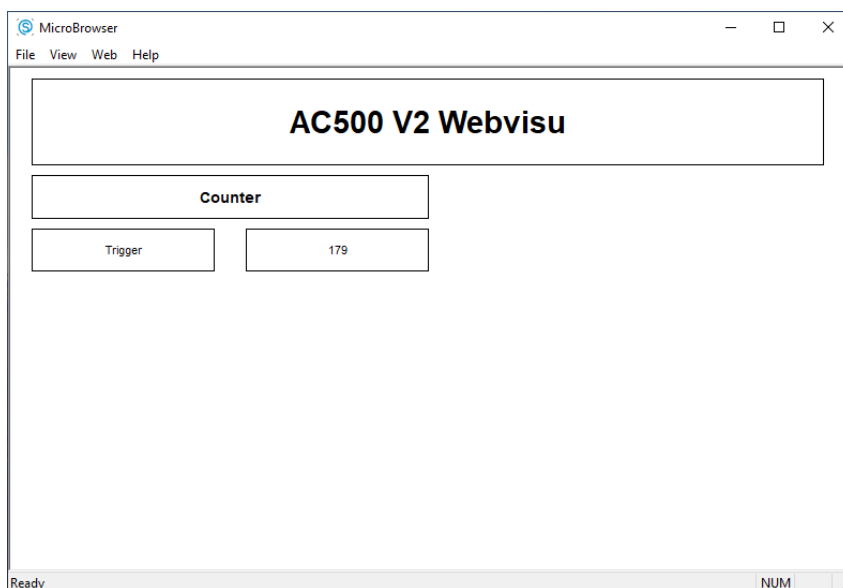 MicroBrowser
File View Web Help
AC500 V2 Webvisu
Counter
Trigger 179
Ready NUM